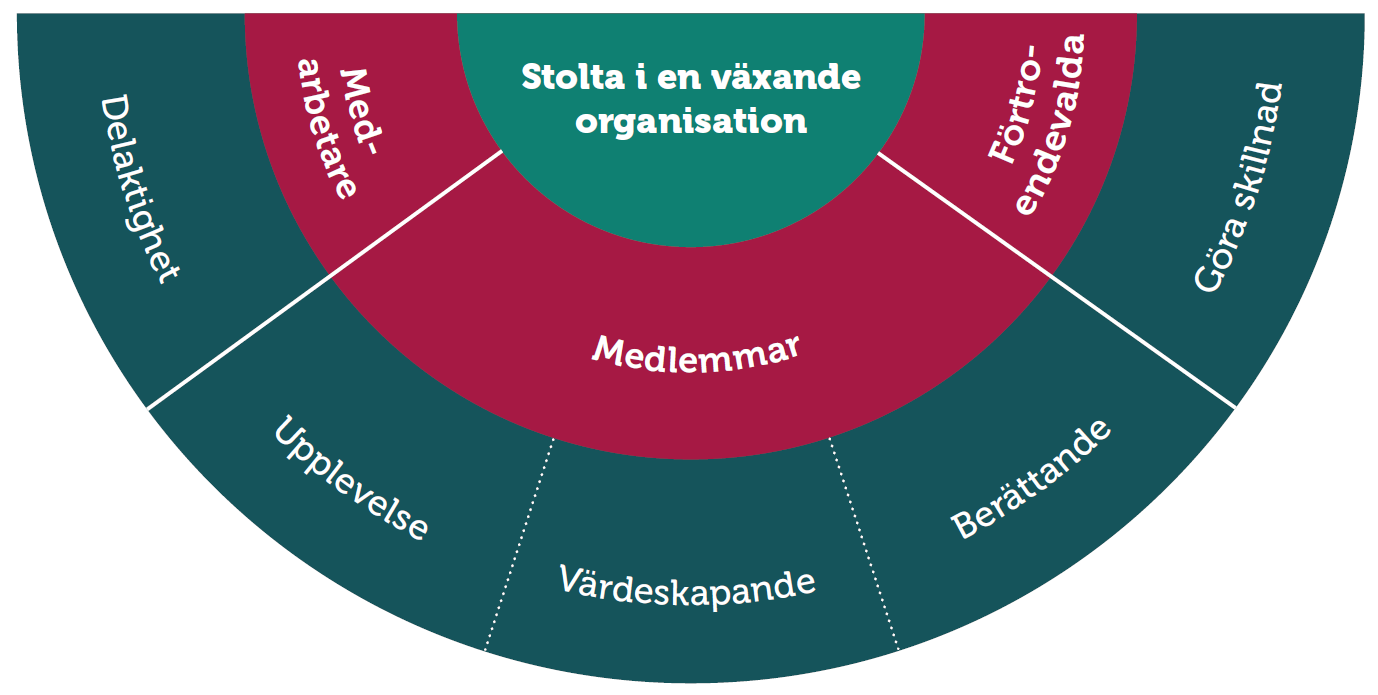 Stolta i en växande
organisation
Med-
arbetare
Medlemmar
Förtro-
endevalda
Delaktighet
Upplevelse
Värdeskapande
Berättande
Göra skillnad